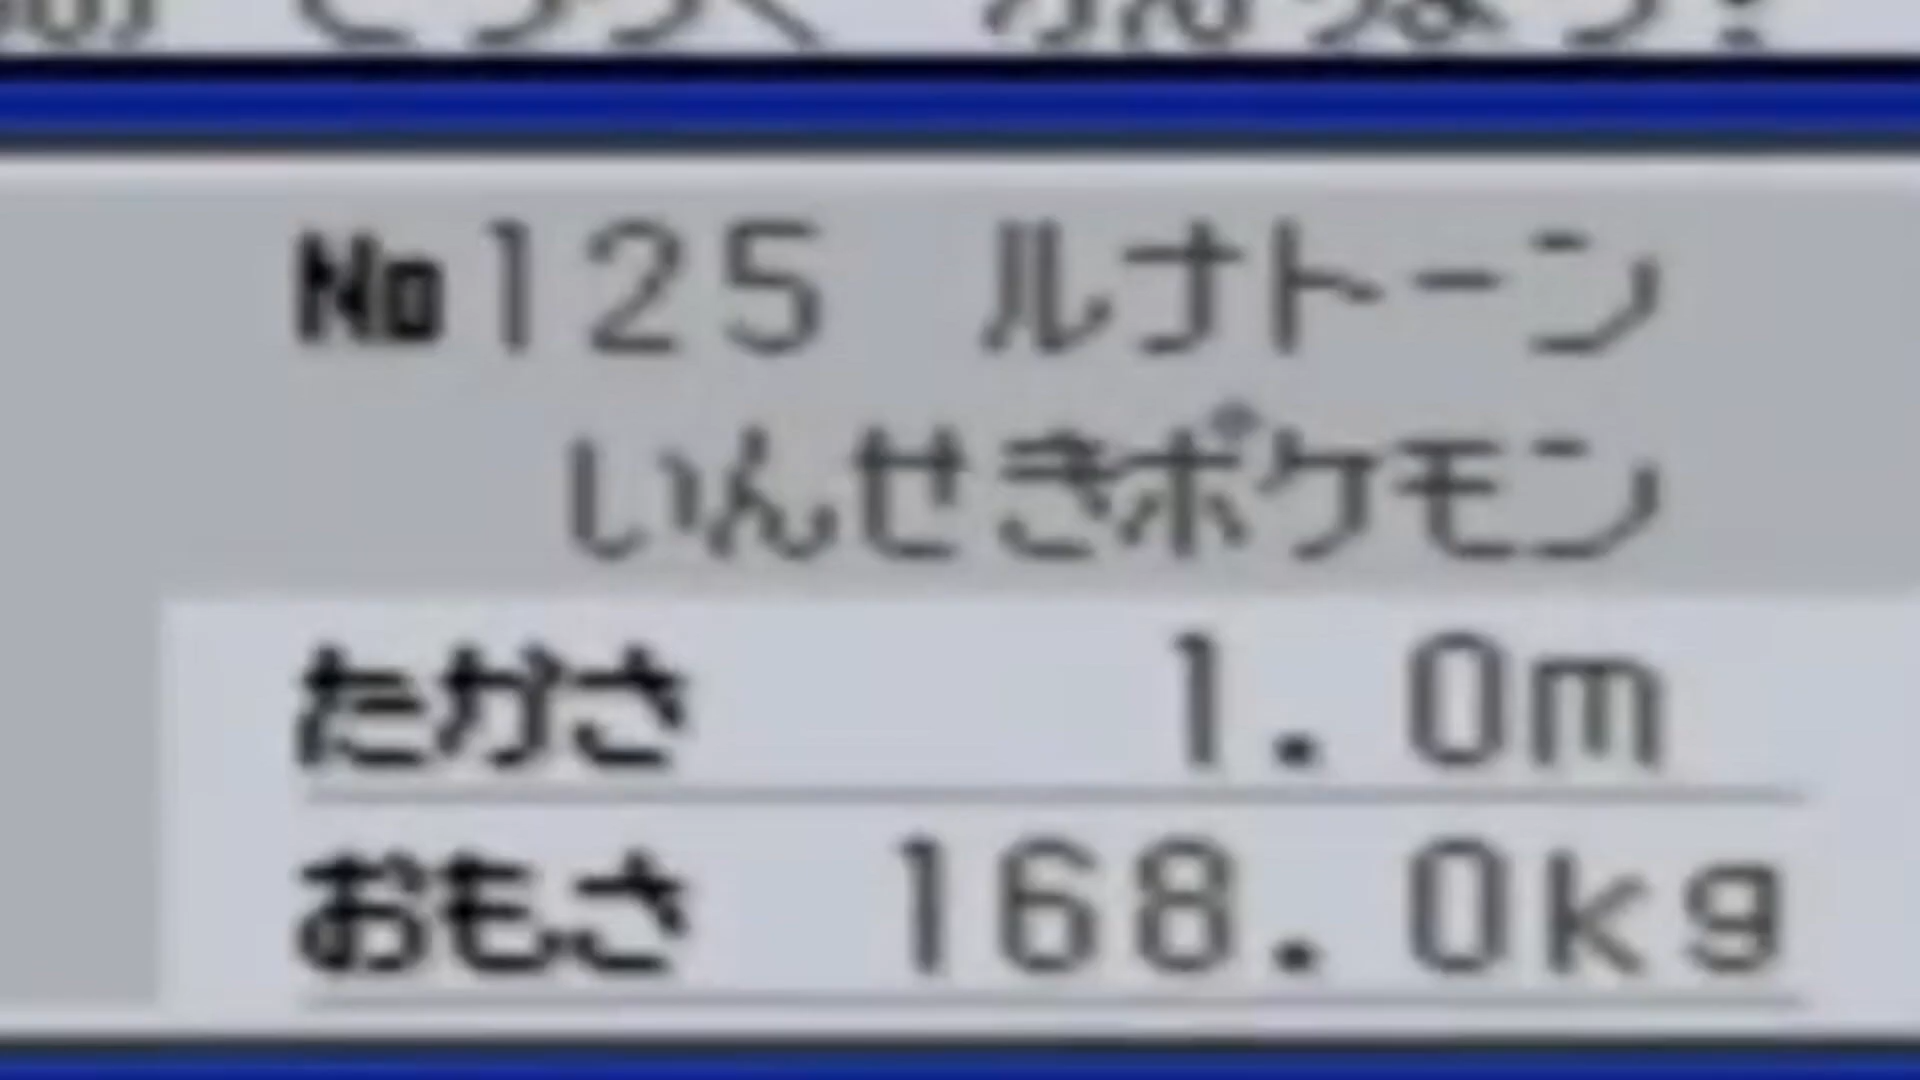 №125 ルナトーン
いんせきポケモン
たかさ 1.0m
おもさ 168.0kg